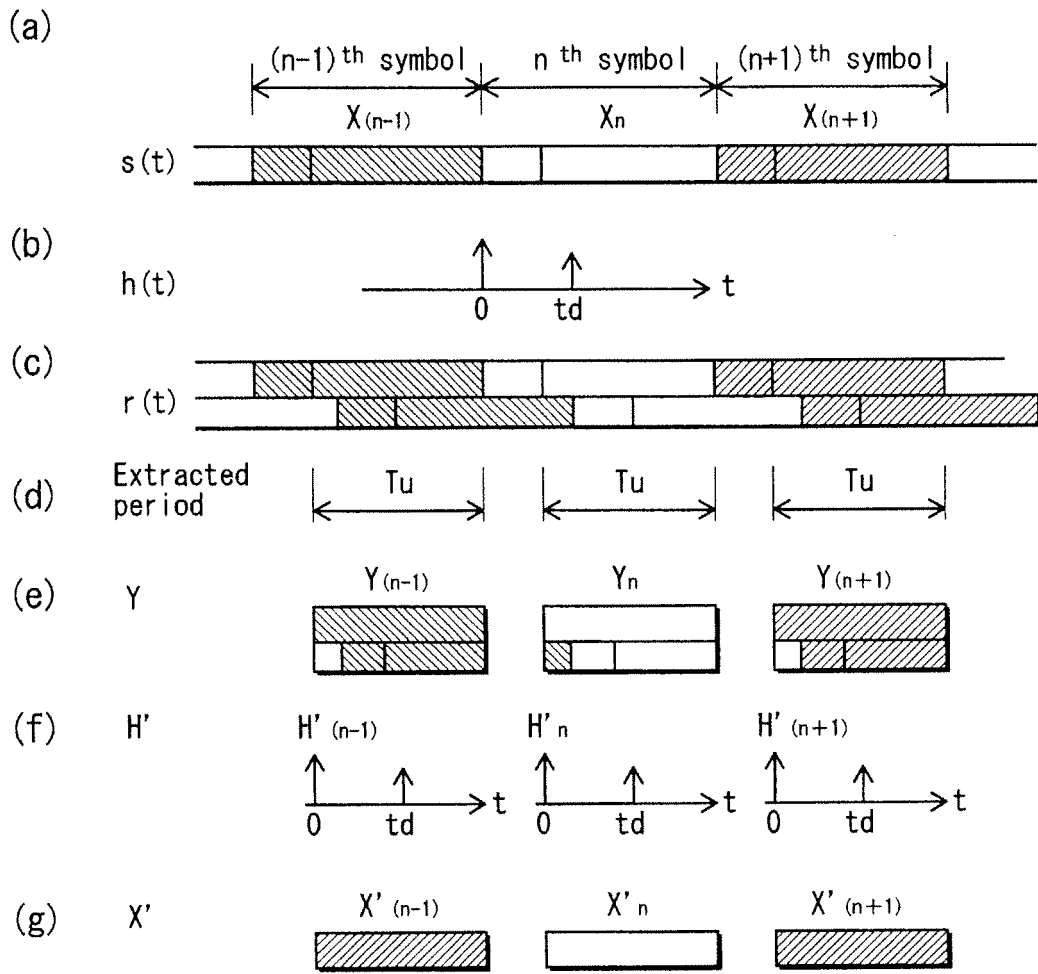 (a)
(n-1)th symbol n th symbol (n+1)th symbol
X(n-1) Xn X(n+1)
s(t)
(b)
h(t) t
0 td
(c)
r(t)
(d) Extracted period Tu Tu Tu
(e) Y Y(n-1) Yn Y(n+1)
(f) H' H'(n-1) H'n H'(n+1)
t t t
0 td 0 td 0 td
(g) X' X'(n-1) X'n X'(n+1)